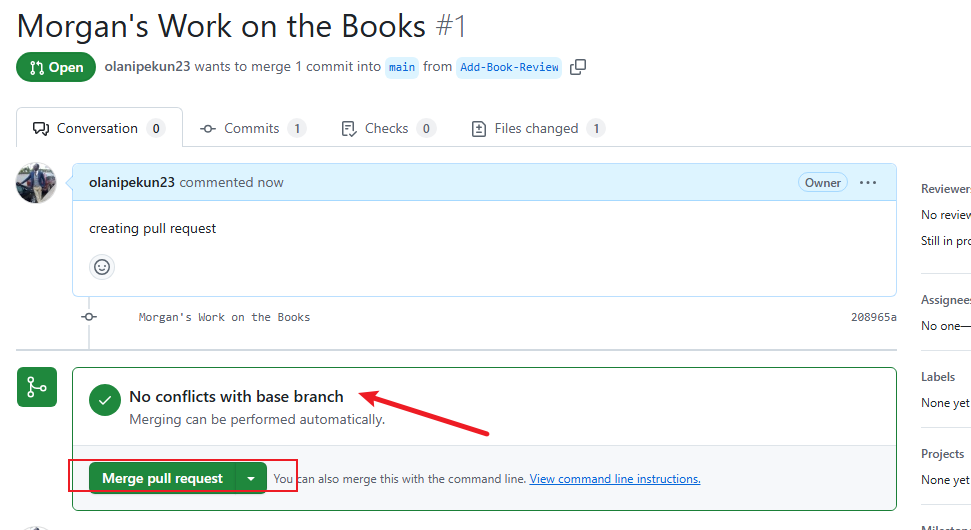 Morgan's Work on the Books #1
Open olanipekun23 wants to merge 1 commit into main from Add-Book-Review
Conversation 0 Commits 1 Checks 0 Files changed 1
olanipekun23 commented now Owner
creating pull request
Morgan's Work on the Books 208965a
No conflicts with base branch
Merging can be performed automatically.
Merge pull request You can also merge this with the command line. View command line instructions.
Reviewers
No review
Still in
Assignees
No one—
Labels
None yet
Projects
None yet